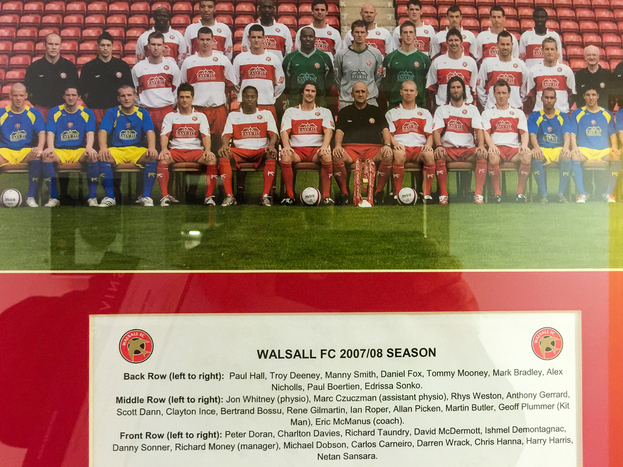 WALSALL FC
WALSALL FC
WALSALL FC 2007/08 SEASON
Back Row (left to right): Paul Hall, Troy Deeney, Manny Smith, Daniel Fox, Tommy Mooney, Mark Bradley, Alex
Nicholls, Paul Boertien, Edrissa Sonko.
Middle Row (left to right): Jon Whitney (physio), Marc Czuczman (assistant physio), Rhys Weston, Anthony Gerrard,
Scott Dann, Clayton Ince, Bertrand Bossu, Rene Gilmartin, Ian Roper, Allan Picken, Martin Butler, Geoff Plummer (Kit
Man), Eric McManus (coach).
Front Row (left to right): Peter Doran, Charlton Davies, Richard Taundry, David McDermott, Ishmel Demontagnac,
Danny Sonner, Richard Money (manager), Michael Dobson, Carlos Carneiro, Darren Wrack, Chris Hanna, Harry Harris,
Netan Sansara.